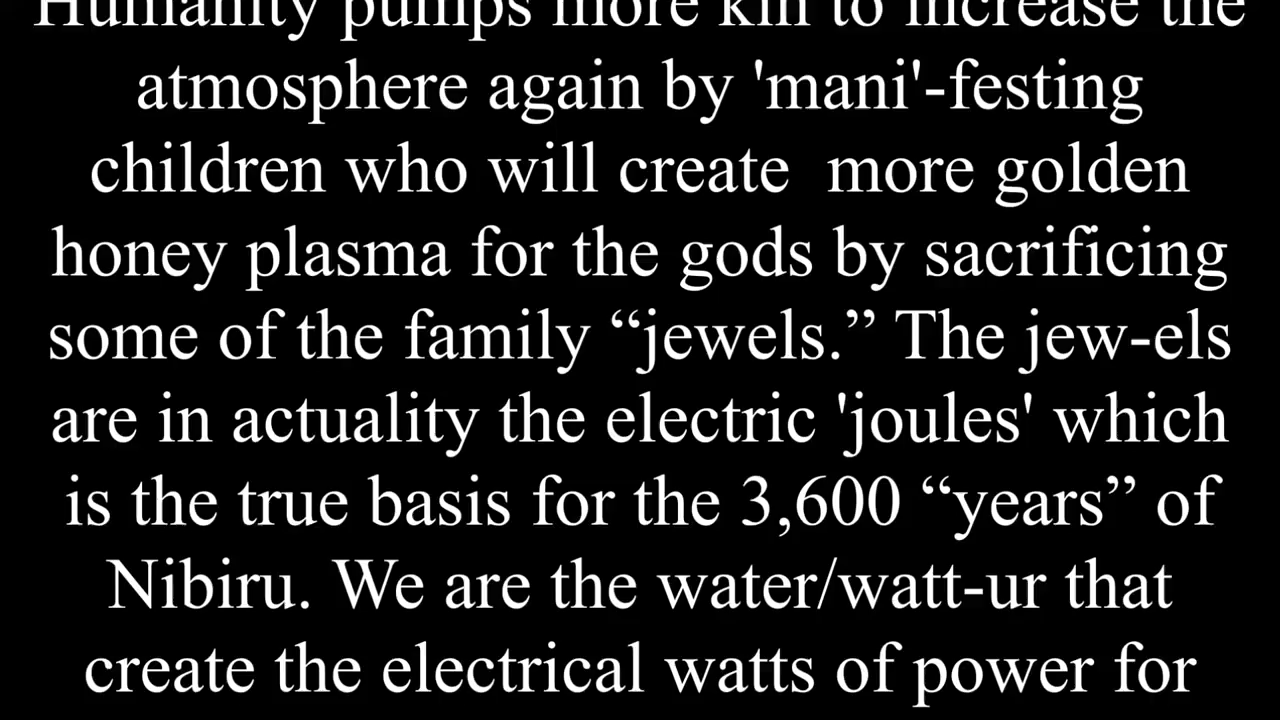 Humanity pumps more kin to increase the
atmosphere again by 'mani'-festing
children who will create  more golden
honey plasma for the gods by sacrificing
some of the family “jewels.” The jew-els
are in actuality the electric 'joules' which
is the true basis for the 3,600 “years” of
Nibiru. We are the water/watt-ur that
create the electrical watts of power for